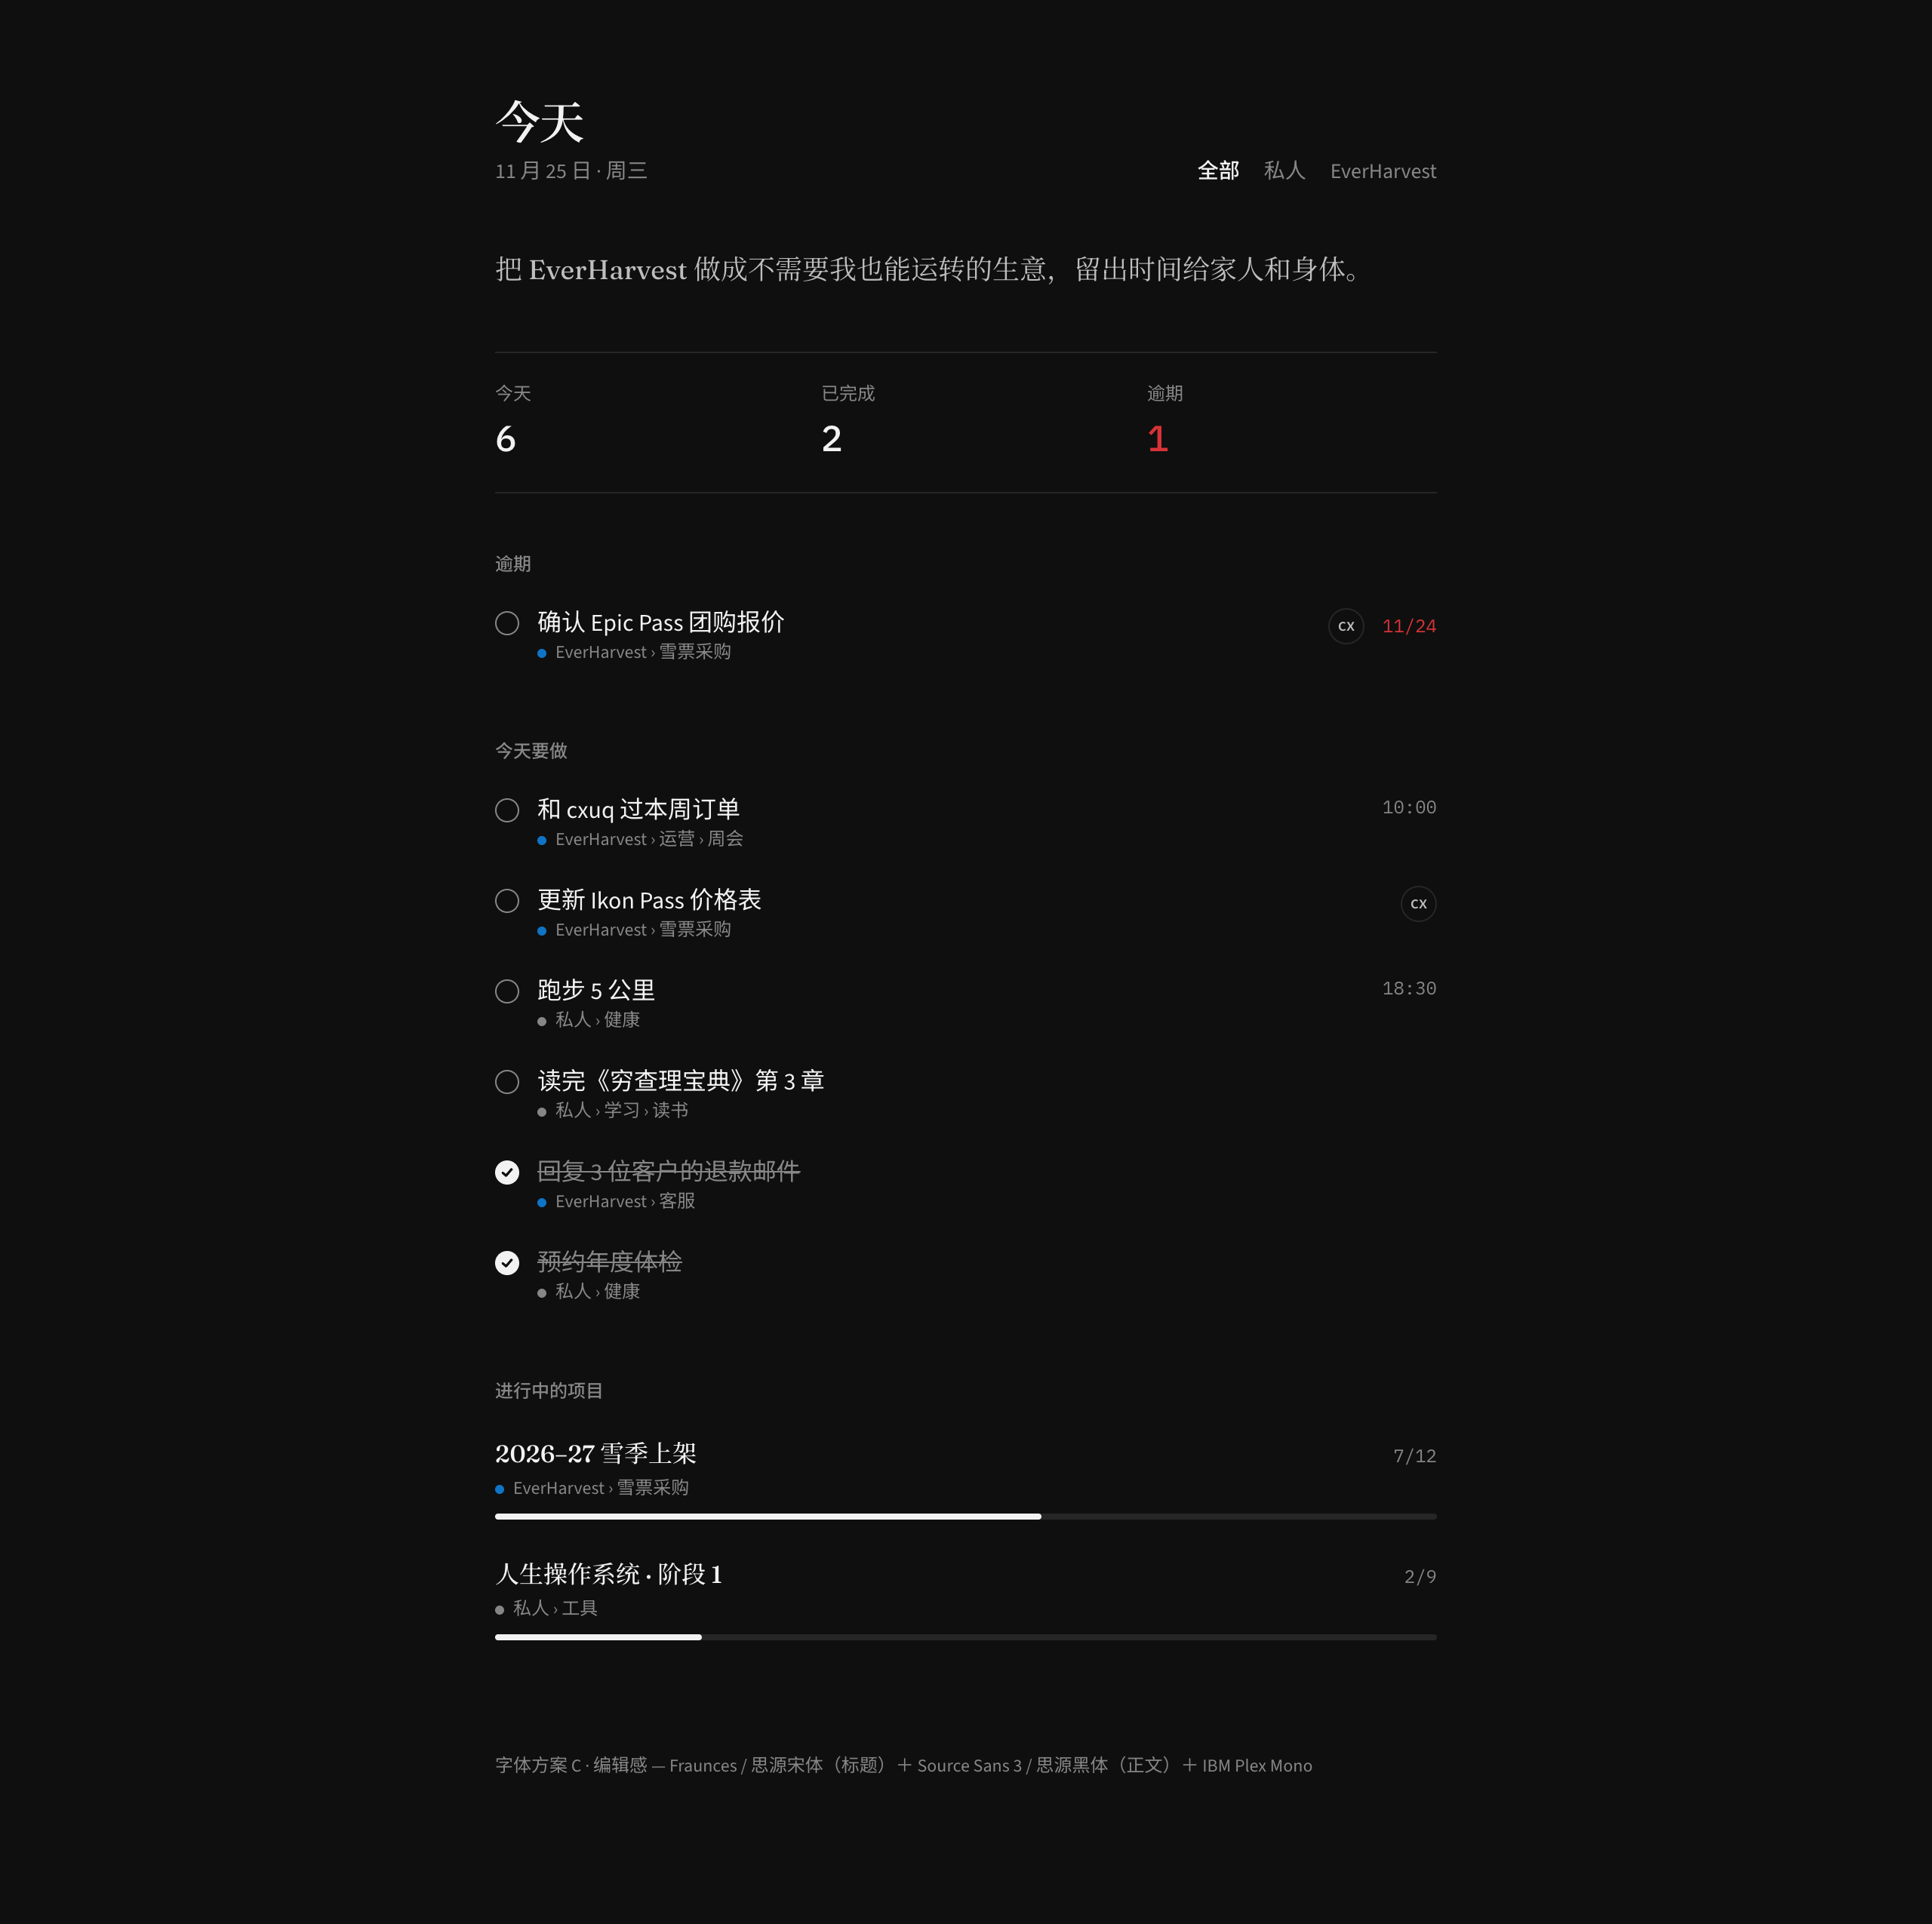 今天
11 月 25 日 · 周三
全部 私人 EverHarvest
把 EverHarvest 做成不需要我也能运转的生意，留出时间给家人和身体。
今天 已完成 逾期
6 2 1
逾期
确认 Epic Pass 团购报价 CX 11/24
EverHarvest › 雪票采购
今天要做
和 cxuq 过本周订单 10:00
EverHarvest › 运营 › 周会
更新 Ikon Pass 价格表 CX
EverHarvest › 雪票采购
跑步 5 公里 18:30
私人 › 健康
读完《穷查理宝典》第 3 章
私人 › 学习 › 读书
回复 3 位客户的退款邮件
EverHarvest › 客服
预约年度体检
私人 › 健康
进行中的项目
2026–27 雪季上架 7/12
EverHarvest › 雪票采购
人生操作系统 · 阶段 1 2/9
私人 › 工具
字体方案 C · 编辑感 — Fraunces / 思源宋体（标题）＋ Source Sans 3 / 思源黑体（正文）＋ IBM Plex Mono